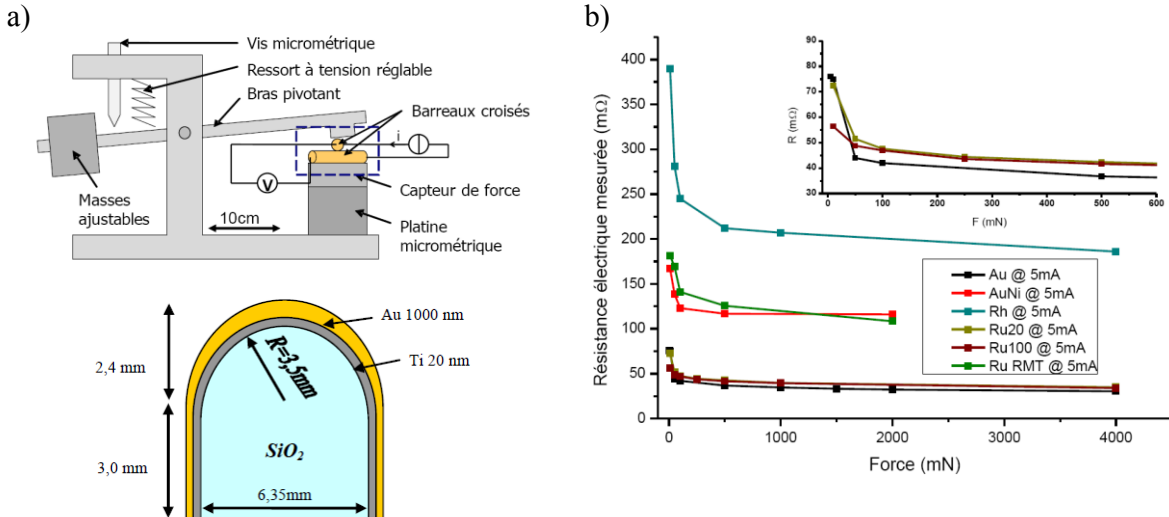 a)
Vis micrométrique
Ressort à tension réglable
Bras pivotant
Barreaux croisés
i
V
Masses
ajustables
10cm
Capteur de force
Platine
micrométrique
Au 1000 nm
Ti 20 nm
R=3,5mm
2,4 mm
3,0 mm
SiO2
6,35mm
b)
Résistance électrique mesurée (mΩ)
400
350
300
250
200
150
100
50
0
0 1000 2000 3000 4000
Force (mN)
R (mΩ)
90
80
70
60
50
40
30
0 100 200 300 400 500 600
F (mN)
Au @ 5mA
AuNi @ 5mA
Rh @ 5mA
Ru20 @ 5mA
Ru100 @ 5mA
Ru RMT @ 5mA